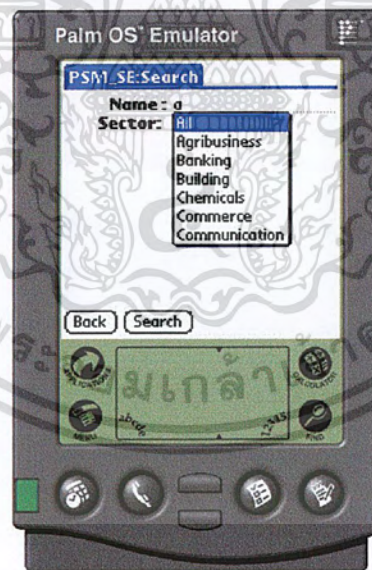 Palm OS™ Emulator
PSM_SE:Search
Name: a
Sector: All
Agribusiness
Banking
Building
Chemicals
Commerce
Communication
Back Search
APPLICATIONS
CALCULATOR
MENU
abcde
12345
FIND